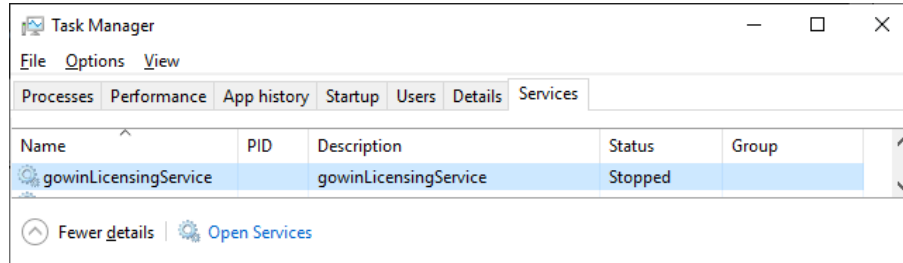 Task Manager
File Options View
Processes Performance App history Startup Users Details Services
Name PID Description Status Group
gowinLicensingService gowinLicensingService Stopped
Fewer details Open Services